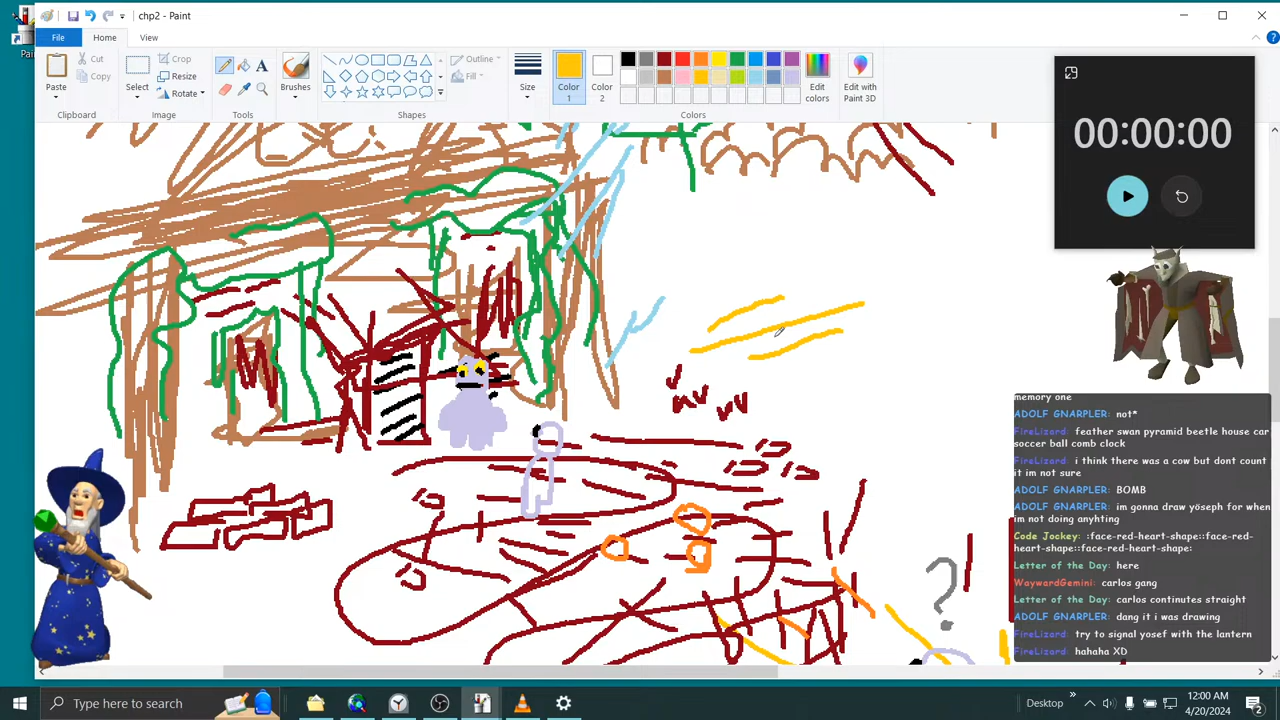 chp2 - Paint
File
Home
View
Paste
Cut
Copy
Clipboard
Select
Crop
Resize
Rotate
Image
A
Tools
Brushes
Outline
Fill
Shapes
Size
Color
1
Color
2
Edit
colors
Colors
Edit with
Paint 3D
00:00:00
Pai
?
memory one
ADOLF GNARPLER: not*
FireLizard: feather swan pyramid beetle house car
soccer ball comb clock
FireLizard: i think there was a cow but dont count
it im not sure
ADOLF GNARPLER: BOMB
ADOLF GNARPLER: im gonna draw yöseph for when
im not doing anyhting
Code Jockey: :face-red-heart-shape::face-red-
heart-shape::face-red-heart-shape:
Letter of the Day: here
WaywardGemini: carlos gang
Letter of the Day: carlos continutes straight
ADOLF GNARPLER: dang it i was drawing
FireLizard: try to signal yosef with the lantern
FireLizard: hahaha XD
Type here to search
Desktop
12:00 AM
4/20/2024
2